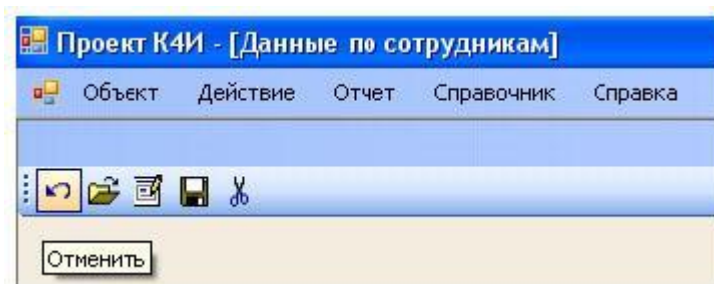 Проект К4И - [Данные по сотрудникам]
Объект Действие Отчет Справочник Справка
Отменить